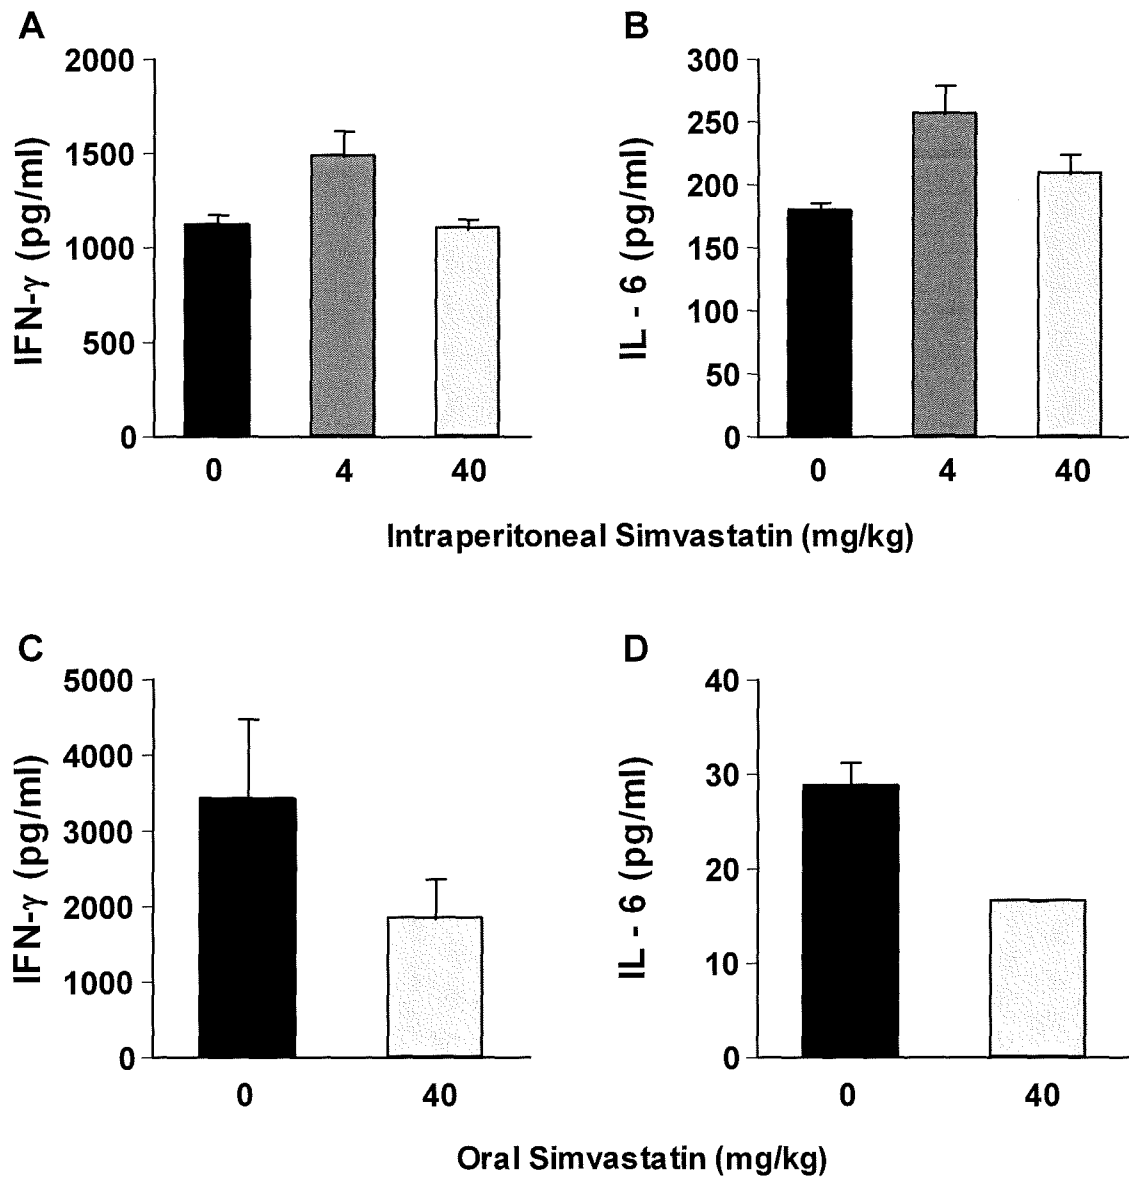 A
IFN-γ (pg/ml)
2000
1500
1000
500
0
0 4 40
B
IL - 6 (pg/ml)
300
250
200
150
100
50
0
0 4 40
Intraperitoneal Simvastatin (mg/kg)
C
IFN-γ (pg/ml)
5000
4000
3000
2000
1000
0
0 40
D
IL - 6 (pg/ml)
40
30
20
10
0
0 40
Oral Simvastatin (mg/kg)